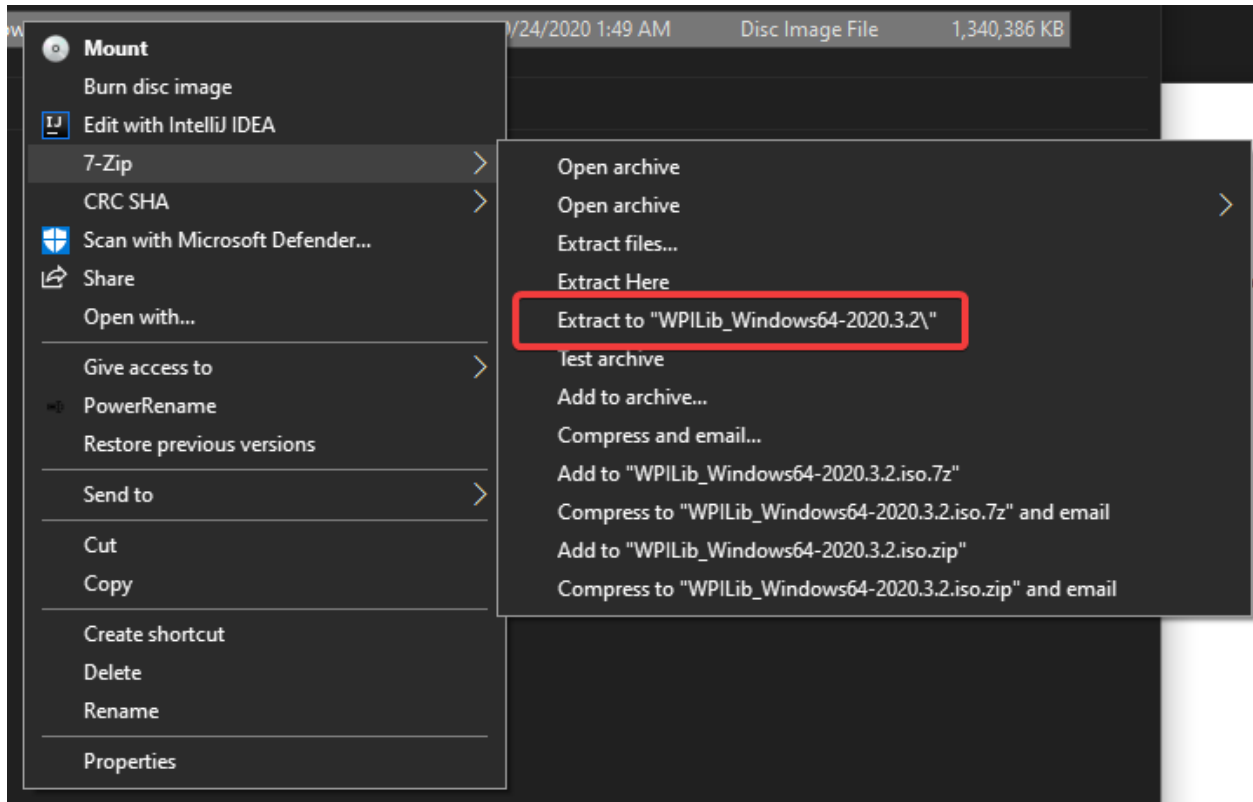 /24/2020 1:49 AM Disc Image File 1,340,386 KB
Mount
Burn disc image
Edit with IntelliJ IDEA
7-Zip
CRC SHA
Scan with Microsoft Defender...
Share
Open with...
Give access to
PowerRename
Restore previous versions
Send to
Cut
Copy
Create shortcut
Delete
Rename
Properties
Open archive
Open archive
Extract files...
Extract Here
Extract to "WPILib_Windows64-2020.3.2\"
Test archive
Add to archive...
Compress and email...
Add to "WPILib_Windows64-2020.3.2.iso.7z"
Compress to "WPILib_Windows64-2020.3.2.iso.7z" and email
Add to "WPILib_Windows64-2020.3.2.iso.zip"
Compress to "WPILib_Windows64-2020.3.2.iso.zip" and email